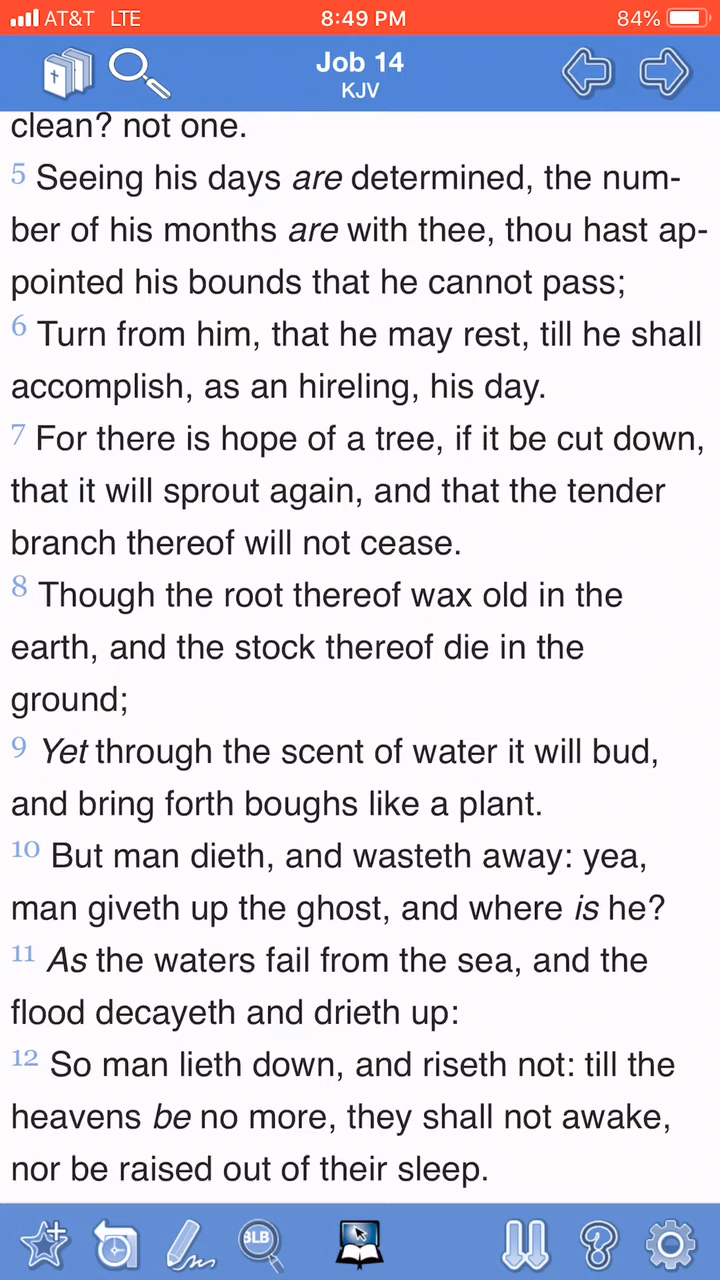 AT&T LTE 8:49 PM 84%
Job 14
KJV
clean? not one.
5 Seeing his days are determined, the num-
ber of his months are with thee, thou hast ap-
pointed his bounds that he cannot pass;
6 Turn from him, that he may rest, till he shall
accomplish, as an hireling, his day.
7 For there is hope of a tree, if it be cut down,
that it will sprout again, and that the tender
branch thereof will not cease.
8 Though the root thereof wax old in the
earth, and the stock thereof die in the
ground;
9 Yet through the scent of water it will bud,
and bring forth boughs like a plant.
10 But man dieth, and wasteth away: yea,
man giveth up the ghost, and where is he?
11 As the waters fail from the sea, and the
flood decayeth and drieth up:
12 So man lieth down, and riseth not: till the
heavens be no more, they shall not awake,
nor be raised out of their sleep.
BLB